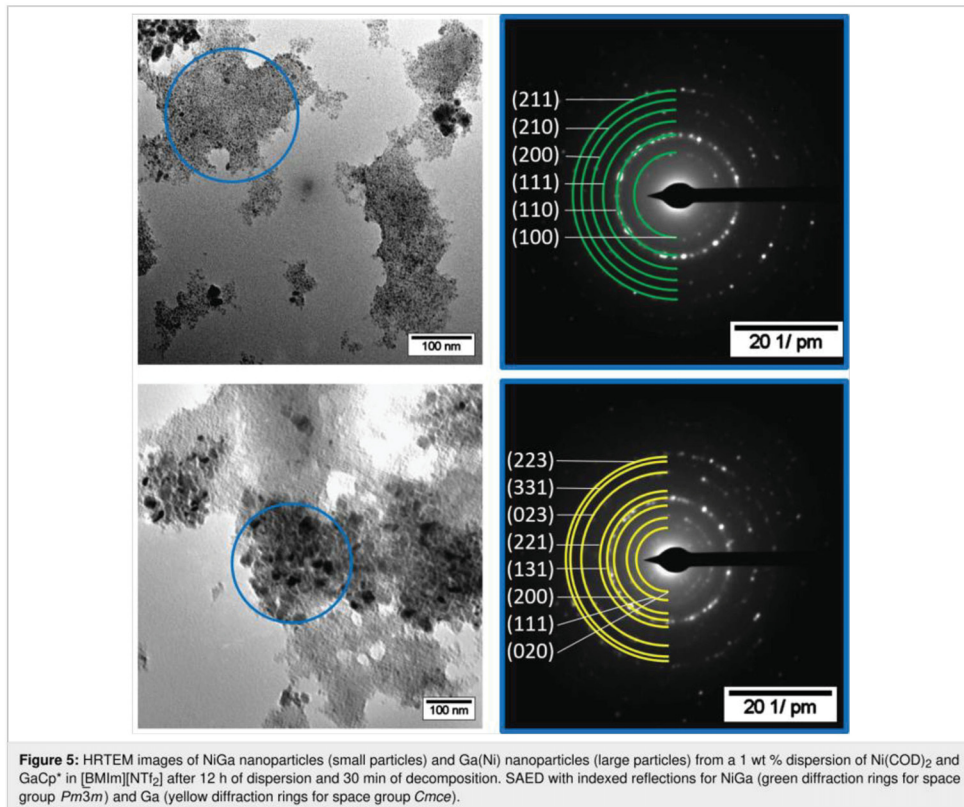 (211)
(210)
(200)
(111)
(110)
(100)
100 nm
20 1/ pm
(223)
(331)
(023)
(221)
(131)
(200)
(111)
(020)
100 nm
20 1/ pm
Figure 5: HRTEM images of NiGa nanoparticles (small particles) and Ga(Ni) nanoparticles (large particles) from a 1 wt % dispersion of Ni(COD)₂ and
GaCp* in [BMIm][NTf₂] after 12 h of dispersion and 30 min of decomposition. SAED with indexed reflections for NiGa (green diffraction rings for space
group Pm3̅m) and Ga (yellow diffraction rings for space group Cmce).